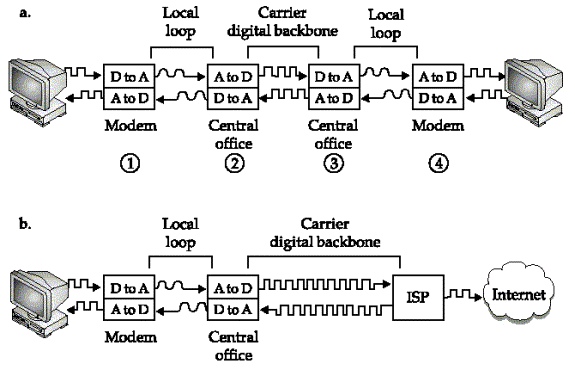 a.
Local
loop
Carrier
digital backbone
Local
loop
D to A
A to D
D to A
A to D
A to D
D to A
A to D
D to A
Modem
Central
office
Central
office
Modem
1
2
3
4
b.
Local
loop
Carrier
digital backbone
D to A
A to D
A to D
D to A
ISP
Internet
Modem
Central
office